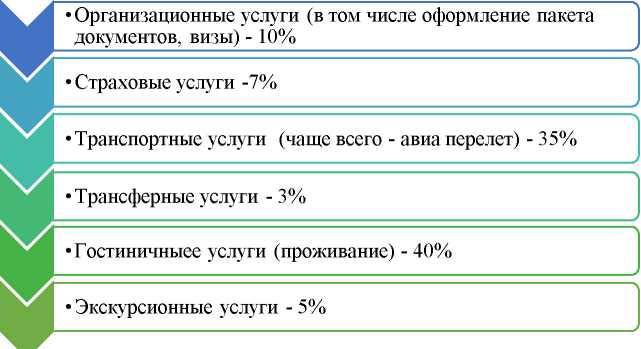 •Организационные услуги (в том числе оформление пакета
документов, визы) - 10%
•Страховые услуги -7%
•Транспортные услуги (чаще всего - авиа перелет) - 35%
•Трансферные услуги - 3%
•Гостиничныее услуги (проживание) - 40%
•Экскурсионные услуги - 5%